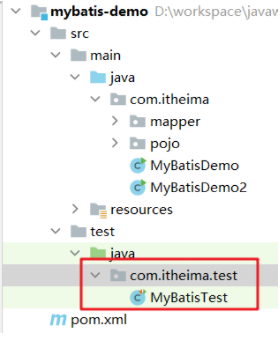 mybatis-demo D:\workspace\javaw
src
main
java
com.itheima
mapper
pojo
MyBatisDemo
MyBatisDemo2
resources
test
java
com.itheima.test
MyBatisTest
pom.xml